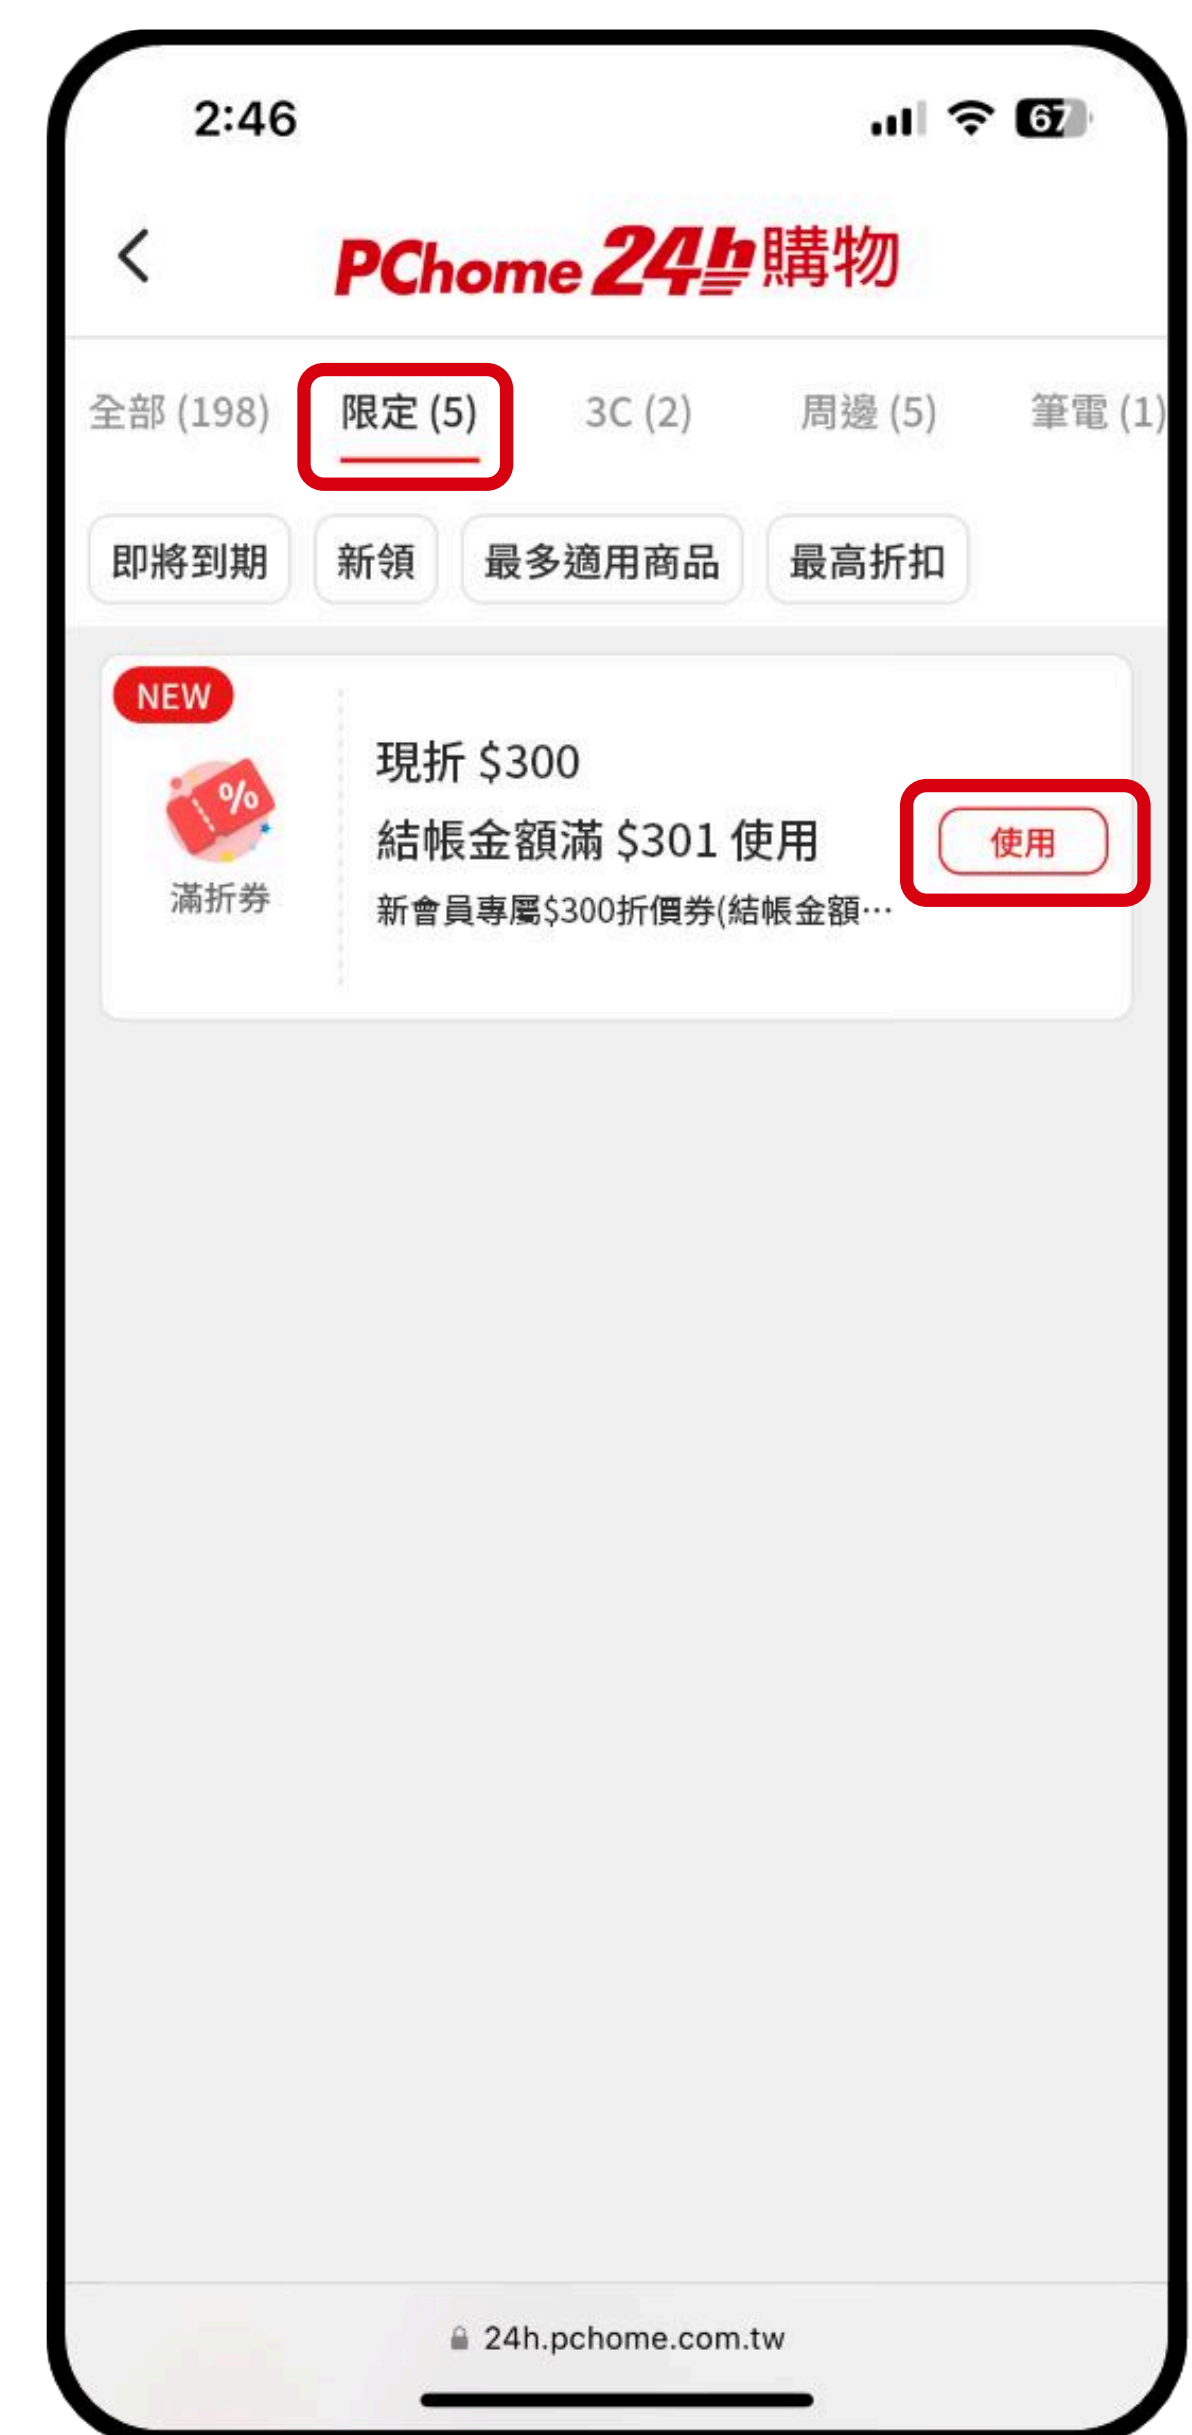 2:46
67
PChome 24h購物
全部 (198) 限定 (5) 3C (2) 周邊 (5) 筆電 (1)
即將到期 新領 最多適用商品 最高折扣
NEW
%
滿折券
現折 $300
結帳金額滿 $301 使用
新會員專屬$300折價券(結帳金額…
使用
24h.pchome.com.tw